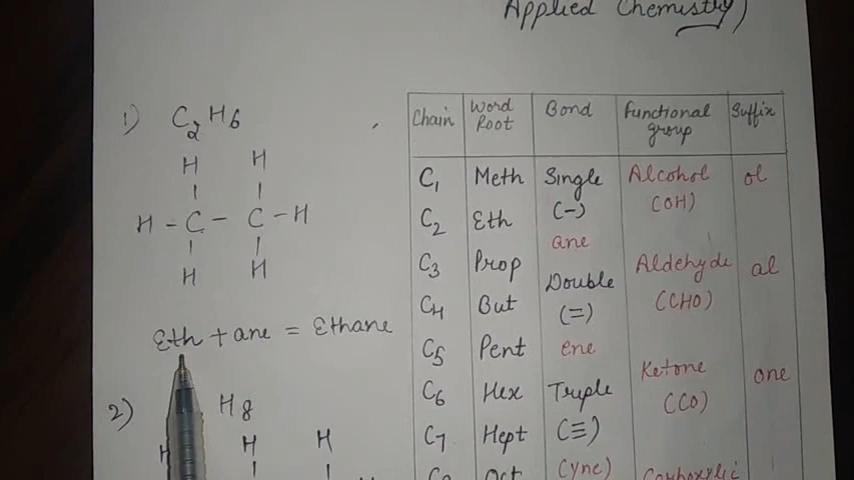 Applied Chemistry)
1) C2H6
H H
H - C - C - H
H H
Eth + ane = Ethane
2) H8
H H H
Chain Word Root Bond Functional group Suffix
C1 Meth Single Alcohol ol
(-) (OH)
C2 Eth
ane
C3 Prop Aldehyde al
Double
C4 But (=) (CHO)
C5 Pent ene
Ketone one
C6 Hex Triple (CO)
C7 Hept (≡)
Oct (yne) Carboxylic